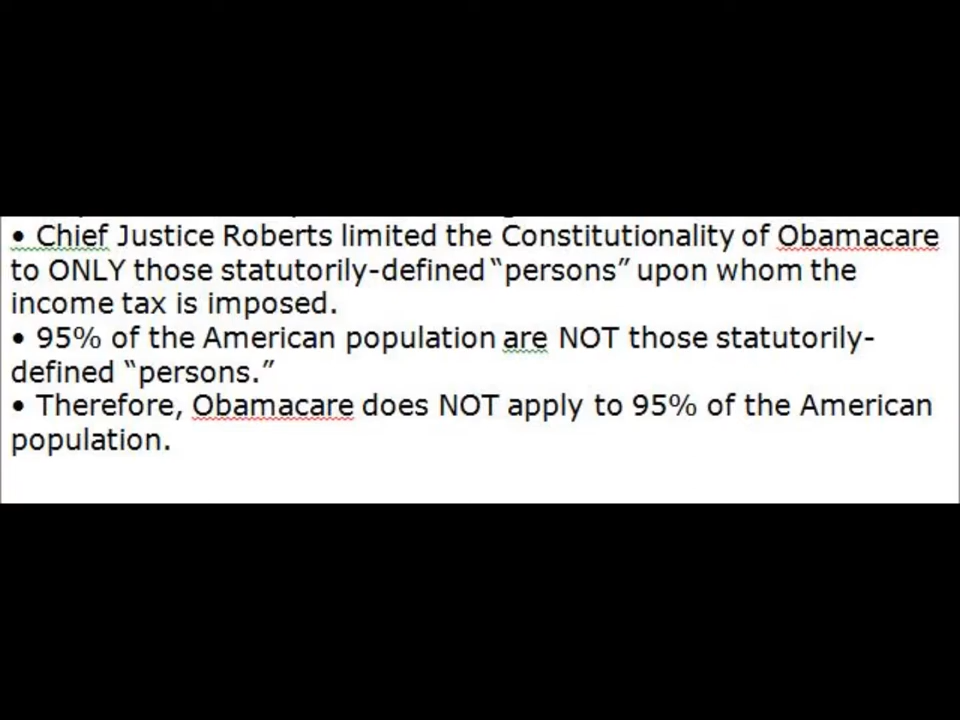 • Chief Justice Roberts limited the Constitutionality of Obamacare
to ONLY those statutorily-defined “persons” upon whom the
income tax is imposed.
• 95% of the American population are NOT those statutorily-
defined “persons.”
• Therefore, Obamacare does NOT apply to 95% of the American
population.